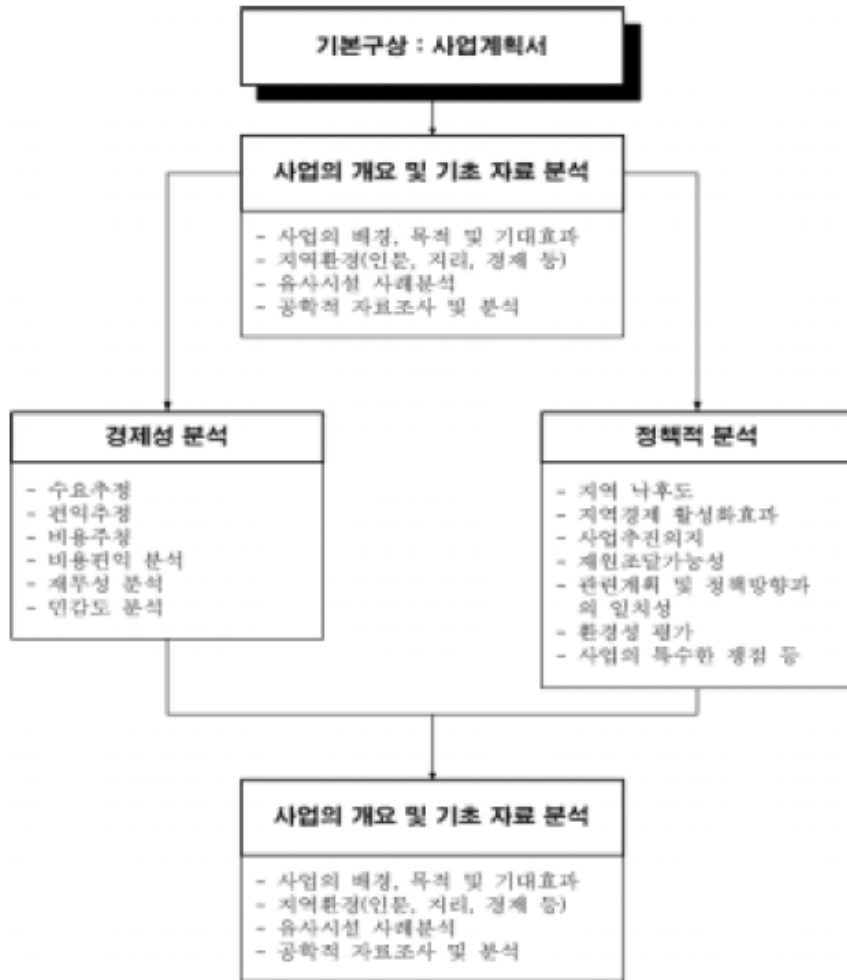 기본구상 : 사업계획서
사업의 개요 및 기초 자료 분석
- 사업의 배경, 목적 및 기대효과
- 지역환경(인문, 지리, 경제 등)
- 유사시설 사례분석
- 공학적 자료조사 및 분석
경제성 분석
- 수요추정
- 편익추정
- 비용추정
- 비용편익 분석
- 재무성 분석
- 민감도 분석
정책적 분석
- 지역 낙후도
- 지역경제 활성화효과
- 사업추진의지
- 재원조달가능성
- 관련계획 및 정책방향과
의 일치성
- 환경성 평가
- 사업의 특수한 쟁점 등
사업의 개요 및 기초 자료 분석
- 사업의 배경, 목적 및 기대효과
- 지역환경(인문, 지리, 경제 등)
- 유사시설 사례분석
- 공학적 자료조사 및 분석